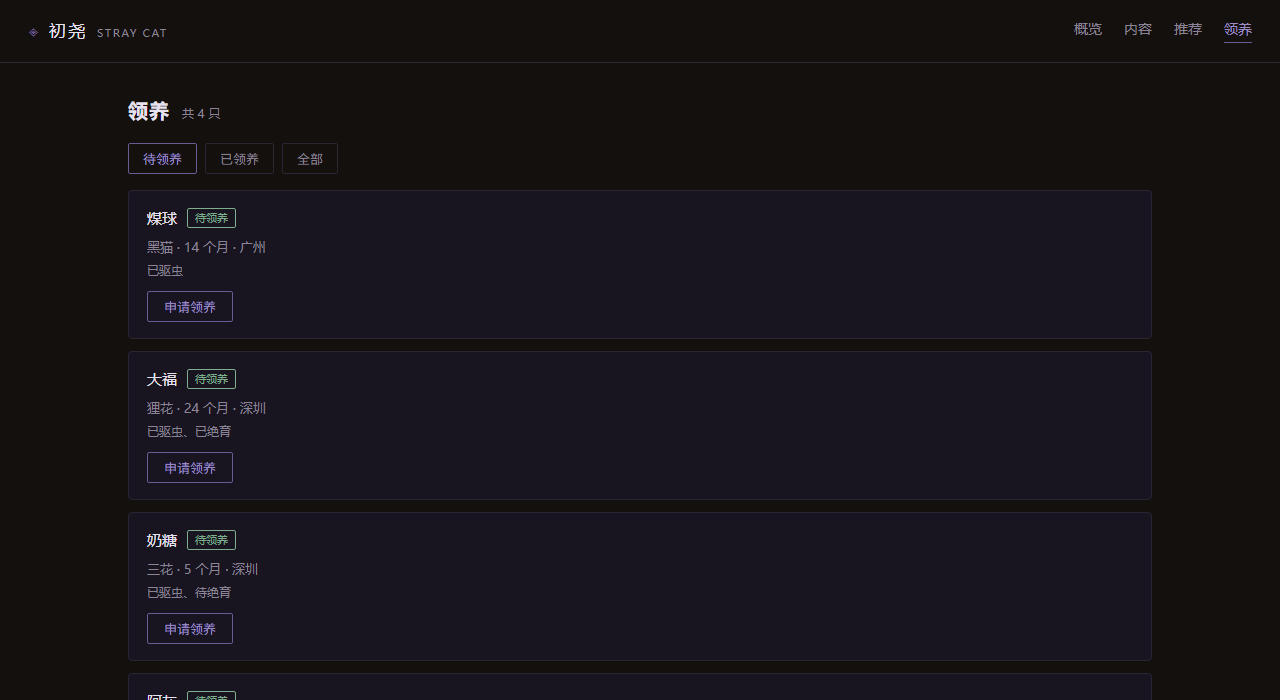 ◈ 初尧 STRAY CAT
概览 内容 推荐 领养
领养 共 4 只
待领养 已领养 全部
煤球 待领养
黑猫 · 14 个月 · 广州
已驱虫
申请领养
大福 待领养
狸花 · 24 个月 · 深圳
已驱虫、已绝育
申请领养
奶糖 待领养
三花 · 5 个月 · 深圳
已驱虫、待绝育
申请领养
待领养